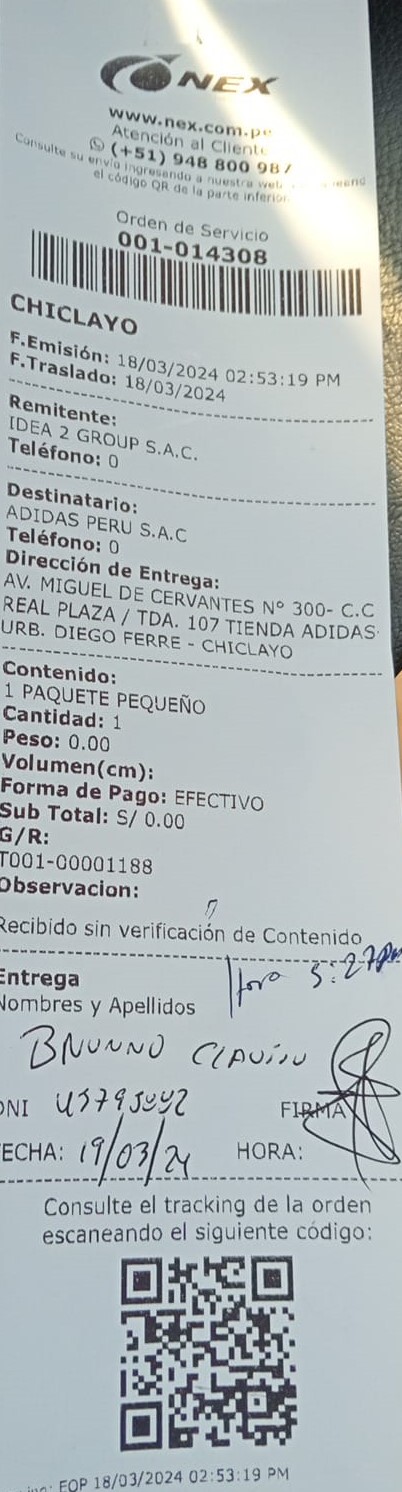 NEX
www.nex.com.pe
Atención al Cliente
(+51) 948 800 987
Consulte su envío ingresando a nuestra web
el código QR de la parte inferior
Orden de Servicio
001-014308
CHICLAYO
F.Emisión: 18/03/2024 02:53:19 PM
F.Traslado: 18/03/2024
Remitente:
IDEA 2 GROUP S.A.C.
Teléfono: 0
Destinatario:
ADIDAS PERU S.A.C
Teléfono: 0
Dirección de Entrega:
AV. MIGUEL DE CERVANTES N° 300- C.C
REAL PLAZA / TDA. 107 TIENDA ADIDAS
URB. DIEGO FERRE - CHICLAYO
Contenido:
1 PAQUETE PEQUEÑO
Cantidad: 1
Peso: 0.00
Volumen(cm):
Forma de Pago: EFECTIVO
Sub Total: S/ 0.00
G/R:
T001-00001188
Observacion:
Recibido sin verificación de Contenido
Hora 5:27pm
Entrega
Nombres y Apellidos
BRUNNO
DNI
FIRMA
FECHA: 19/03/24 HORA:
Consulte el tracking de la orden
escaneando el siguiente código:
EOP 18/03/2024 02:53:19 PM